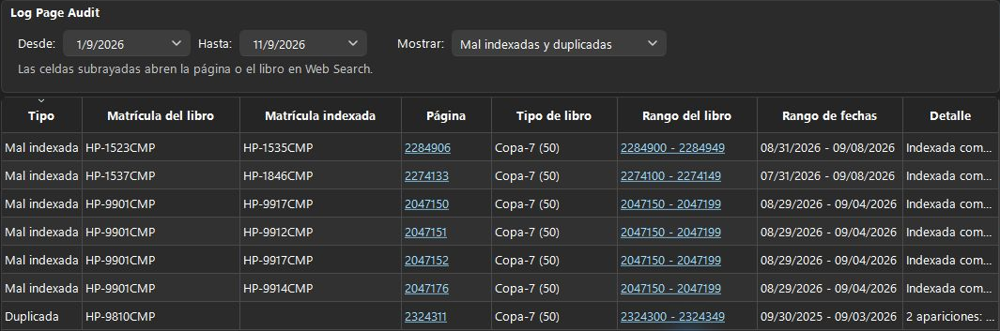 Log Page Audit
Desde: 1/9/2026 Hasta: 11/9/2026 Mostrar: Mal indexadas y duplicadas
Las celdas subrayadas abren la página o el libro en Web Search.
Tipo Matrícula del libro Matrícula indexada Página Tipo de libro Rango del libro Rango de fechas Detalle
Mal indexada HP-1523CMP HP-1535CMP 2284906 Copa-7 (50) 2284900 - 2284949 08/31/2026 - 09/08/2026 Indexada com...
Mal indexada HP-1537CMP HP-1846CMP 2274133 Copa-7 (50) 2274100 - 2274149 07/31/2026 - 09/08/2026 Indexada com...
Mal indexada HP-9901CMP HP-9917CMP 2047150 Copa-7 (50) 2047150 - 2047199 08/29/2026 - 09/04/2026 Indexada com...
Mal indexada HP-9901CMP HP-9912CMP 2047151 Copa-7 (50) 2047150 - 2047199 08/29/2026 - 09/04/2026 Indexada com...
Mal indexada HP-9901CMP HP-9917CMP 2047152 Copa-7 (50) 2047150 - 2047199 08/29/2026 - 09/04/2026 Indexada com...
Mal indexada HP-9901CMP HP-9914CMP 2047176 Copa-7 (50) 2047150 - 2047199 08/29/2026 - 09/04/2026 Indexada com...
Duplicada HP-9810CMP 2324311 Copa-7 (50) 2324300 - 2324349 09/30/2025 - 09/03/2026 2 apariciones: ...